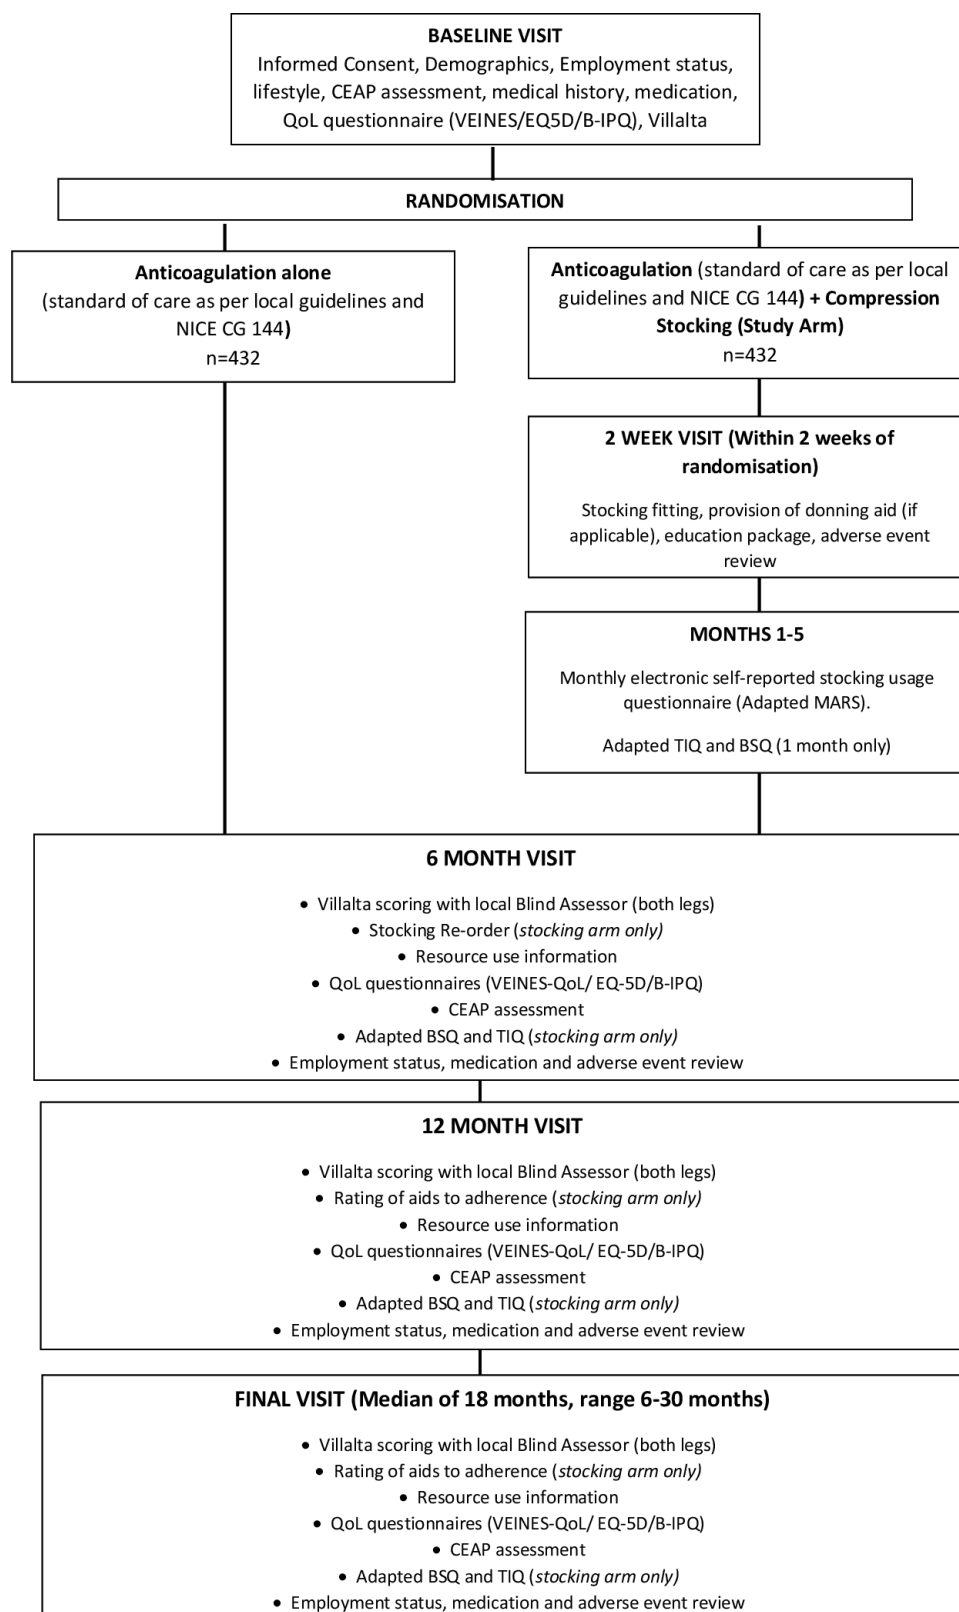 BASELINE VISIT
Informed Consent, Demographics, Employment status,
lifestyle, CEAP assessment, medical history, medication,
QoL questionnaire (VEINES/EQ5D/B-IPQ), Villalta
RANDOMISATION
Anticoagulation alone
(standard of care as per local guidelines and
NICE CG 144)
n=432
Anticoagulation (standard of care as per local
guidelines and NICE CG 144) + Compression
Stocking (Study Arm)
n=432
2 WEEK VISIT (Within 2 weeks of
randomisation)
Stocking fitting, provision of donning aid (if
applicable), education package, adverse event
review
MONTHS 1-5
Monthly electronic self-reported stocking usage
questionnaire (Adapted MARS).
Adapted TIQ and BSQ (1 month only)
6 MONTH VISIT
• Villalta scoring with local Blind Assessor (both legs)
• Stocking Re-order (stocking arm only)
• Resource use information
• QoL questionnaires (VEINES-QoL/ EQ-5D/B-IPQ)
• CEAP assessment
• Adapted BSQ and TIQ (stocking arm only)
• Employment status, medication and adverse event review
12 MONTH VISIT
• Villalta scoring with local Blind Assessor (both legs)
• Rating of aids to adherence (stocking arm only)
• Resource use information
• QoL questionnaires (VEINES-QoL/ EQ-5D/B-IPQ)
• CEAP assessment
• Adapted BSQ and TIQ (stocking arm only)
• Employment status, medication and adverse event review
FINAL VISIT (Median of 18 months, range 6-30 months)
• Villalta scoring with local Blind Assessor (both legs)
• Rating of aids to adherence (stocking arm only)
• Resource use information
• QoL questionnaires (VEINES-QoL/ EQ-5D/B-IPQ)
• CEAP assessment
• Adapted BSQ and TIQ (stocking arm only)
• Employment status, medication and adverse event review